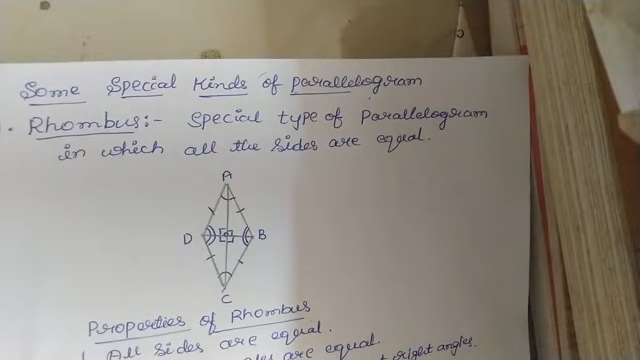 Some Special Kinds of parallelogram
Rhombus:- Special type of Parallelogram
in which all the sides are equal.
A
D B
C
Properties of Rhombus
1. All sides are equal.
are equal.
right angles.